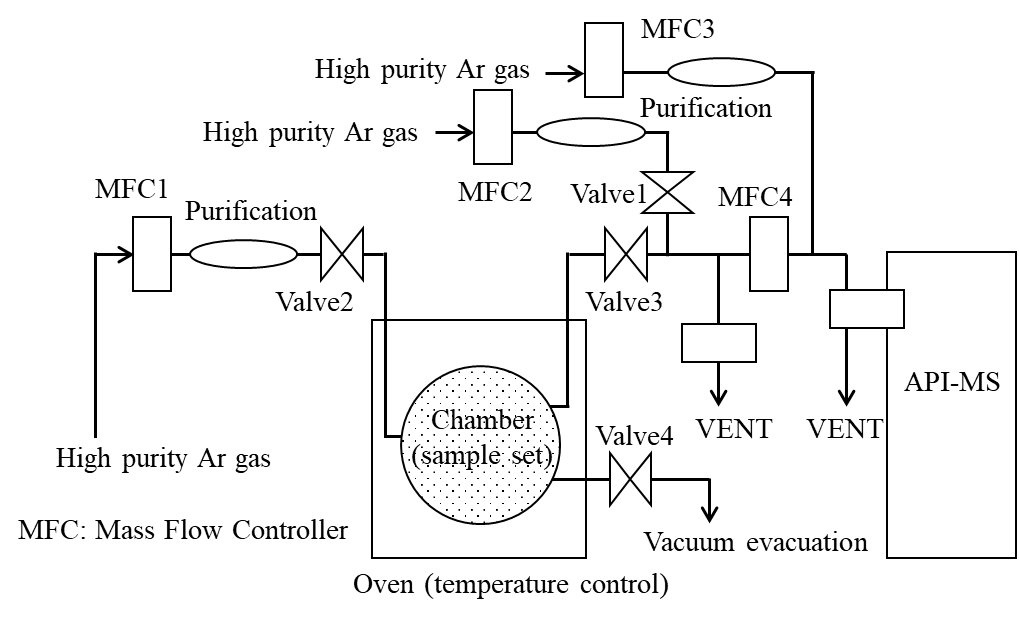 MFC3
High purity Ar gas
Purification
High purity Ar gas
MFC2
Valve1
MFC4
MFC1
Purification
Valve2
Valve3
API-MS
Chamber
(sample set)
VENT
VENT
Valve4
High purity Ar gas
MFC: Mass Flow Controller
Vacuum evacuation
Oven (temperature control)